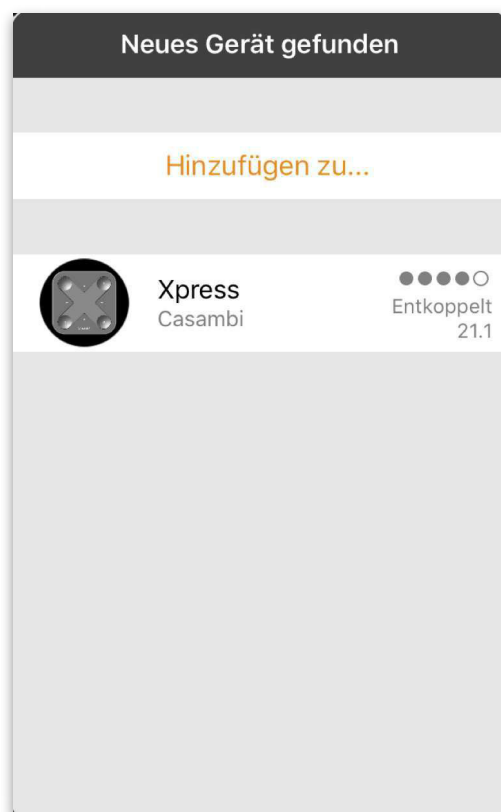 Neues Gerät gefunden
Hinzufügen zu...
Xpress
Casambi
Entkoppelt
21.1